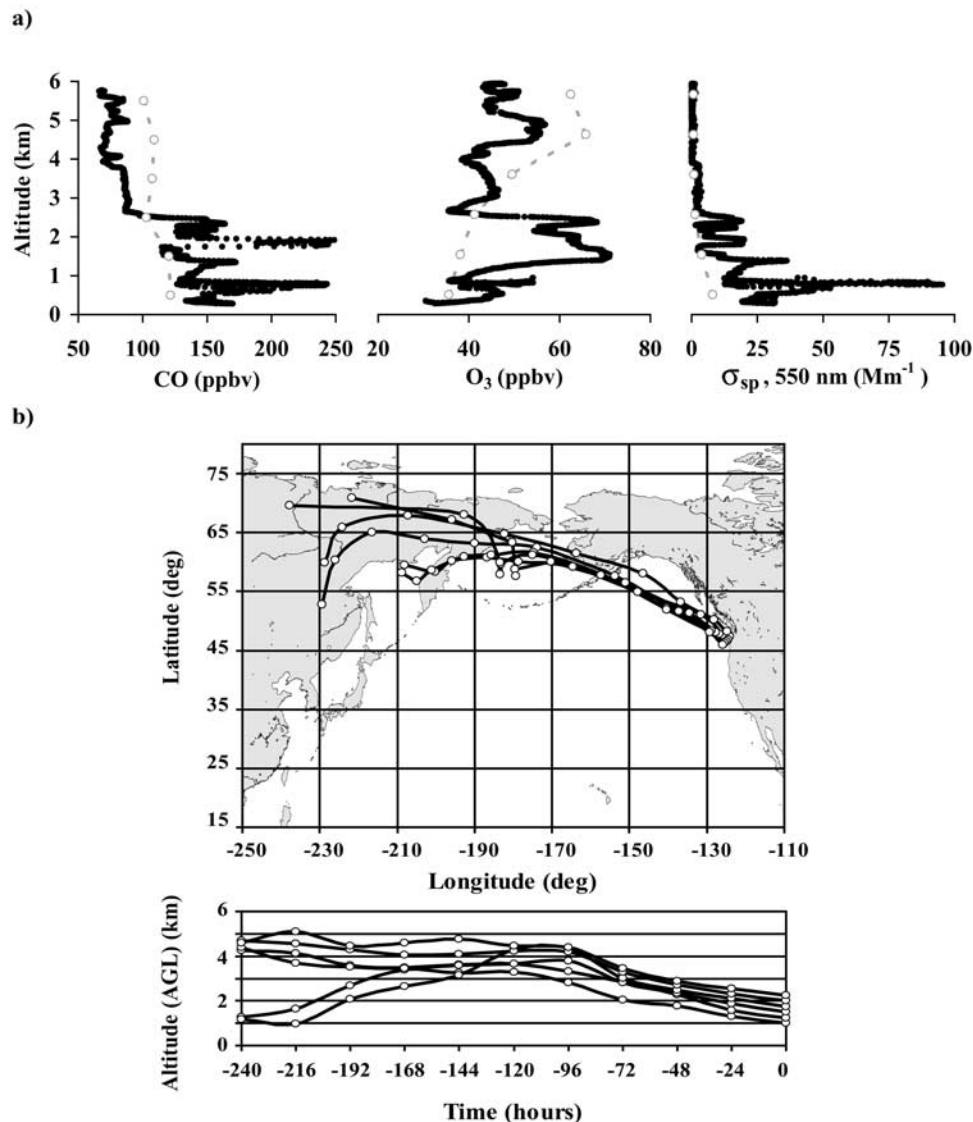 a)
Altitude (km)
6
5
4
3
2
1
0
50 100 150 200 250
CO (ppbv)
20 40 60 80
O3 (ppbv)
0 25 50 75 100
σsp , 550 nm (Mm-1 )
b)
Latitude (deg)
75
65
55
45
35
25
15
-250 -230 -210 -190 -170 -150 -130 -110
Longitude (deg)
Altitude (AGL) (km)
6
4
2
0
-240 -216 -192 -168 -144 -120 -96 -72 -48 -24 0
Time (hours)